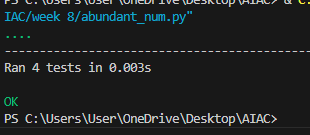 PS C:\Users\User\OneDrive\Desktop\AIAC> & C:
IAC/week 8/abundant_num.py"
....
----------------------------------------------
Ran 4 tests in 0.003s
OK
PS C:\Users\User\OneDrive\Desktop\AIAC>